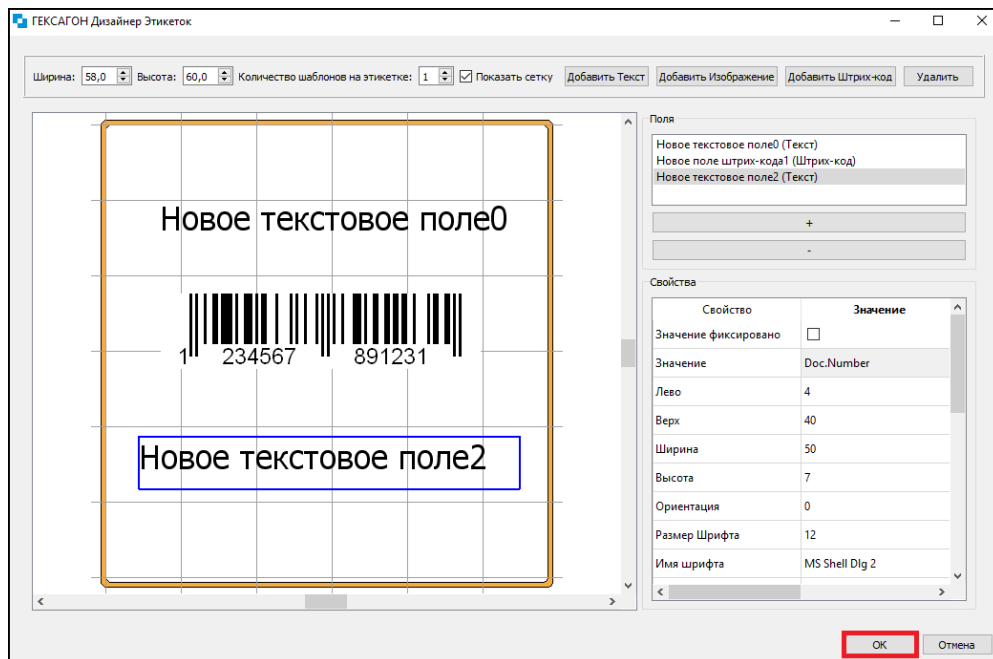 ГЕКСАГОН Дизайнер Этикеток
Ширина: 58,0 Высота: 60,0 Количество шаблонов на этикетке: 1 Показать сетку Добавить Текст Добавить Изображение Добавить Штрих-код Удалить
Поля
Новое текстовое поле0 (Текст)
Новое поле штрих-кода1 (Штрих-код)
Новое текстовое поле2 (Текст)
+
-
Новое текстовое поле0
1 234567 891231
Новое текстовое поле2
Свойства
Свойство Значение
Значение фиксировано
Значение Doc.Number
Лево 4
Верх 40
Ширина 50
Высота 7
Ориентация 0
Размер Шрифта 12
Имя шрифта MS Shell Dlg 2
OK Отмена